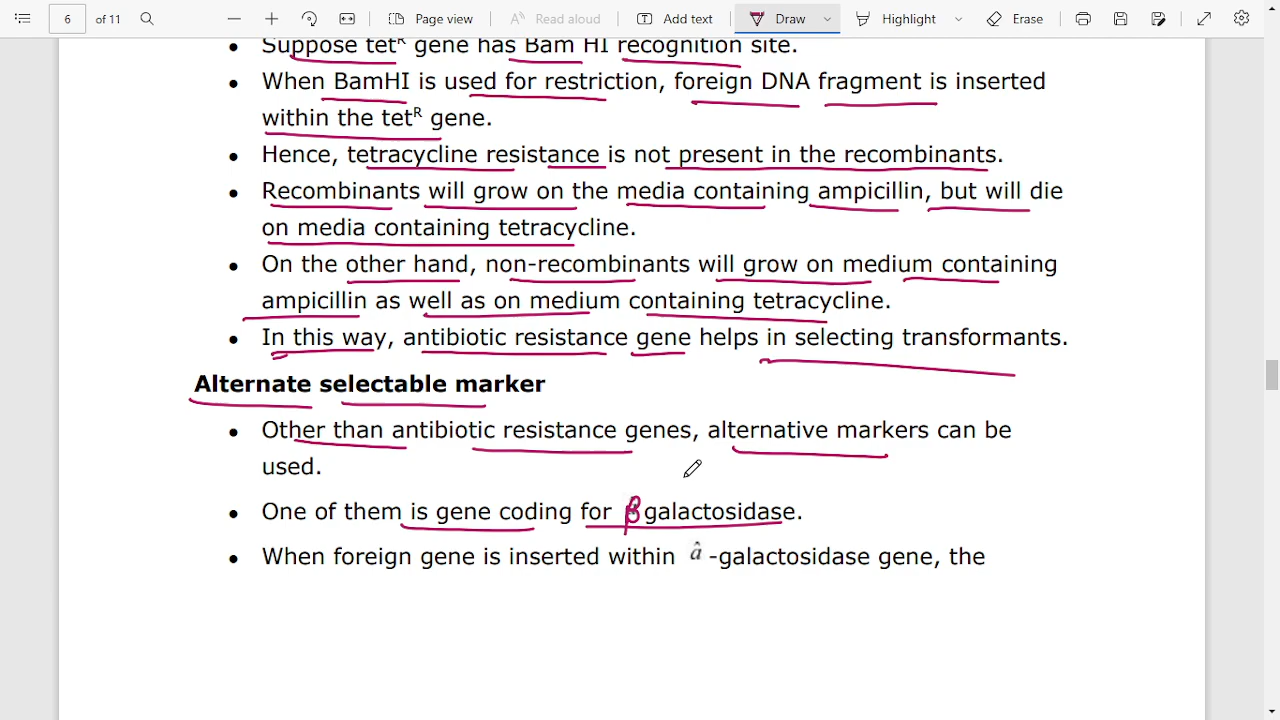 6 of 11 Page view Read aloud Add text Draw Highlight Erase
• Suppose tetᴿ gene has Bam HI recognition site.
• When BamHI is used for restriction, foreign DNA fragment is inserted
within the tetᴿ gene.
• Hence, tetracycline resistance is not present in the recombinants.
• Recombinants will grow on the media containing ampicillin, but will die
on media containing tetracycline.
• On the other hand, non-recombinants will grow on medium containing
ampicillin as well as on medium containing tetracycline.
• In this way, antibiotic resistance gene helps in selecting transformants.
Alternate selectable marker
• Other than antibiotic resistance genes, alternative markers can be
used.
• One of them is gene coding for β galactosidase.
• When foreign gene is inserted within â -galactosidase gene, the